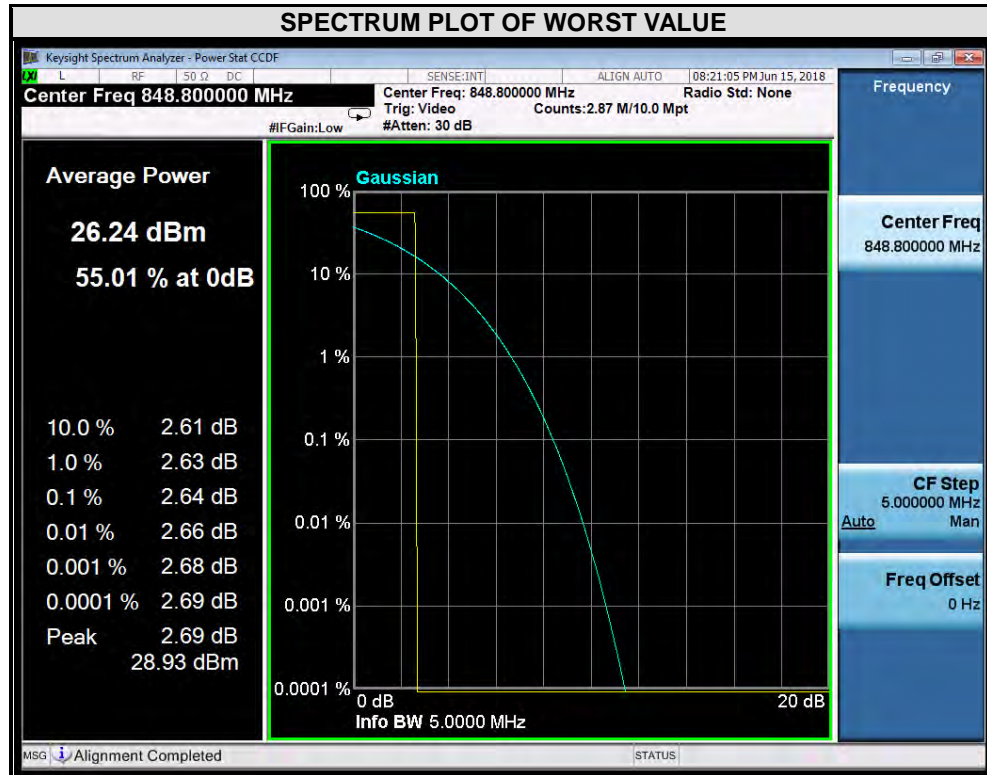 SPECTRUM PLOT OF WORST VALUE
Keysight Spectrum Analyzer - Power Stat CCDF
LXI L RF 50 Ω DC SENSE:INT ALIGN AUTO 08:21:05 PM Jun 15, 2018
Center Freq 848.800000 MHz
#IFGain:Low
Center Freq: 848.800000 MHz
Radio Std: None
Trig: Video
Counts:2.87 M/10.0 Mpt
#Atten: 30 dB
Average Power
26.24 dBm
55.01 % at 0dB
10.0 % 2.61 dB
1.0 % 2.63 dB
0.1 % 2.64 dB
0.01 % 2.66 dB
0.001 % 2.68 dB
0.0001 % 2.69 dB
Peak 2.69 dB
28.93 dBm
Gaussian
100 %
10 %
1 %
0.1 %
0.01 %
0.001 %
0.0001 %
0 dB
20 dB
Info BW 5.0000 MHz
Frequency
Center Freq
848.800000 MHz
CF Step
5.000000 MHz
Auto Man
Freq Offset
0 Hz
MSG Alignment Completed
STATUS